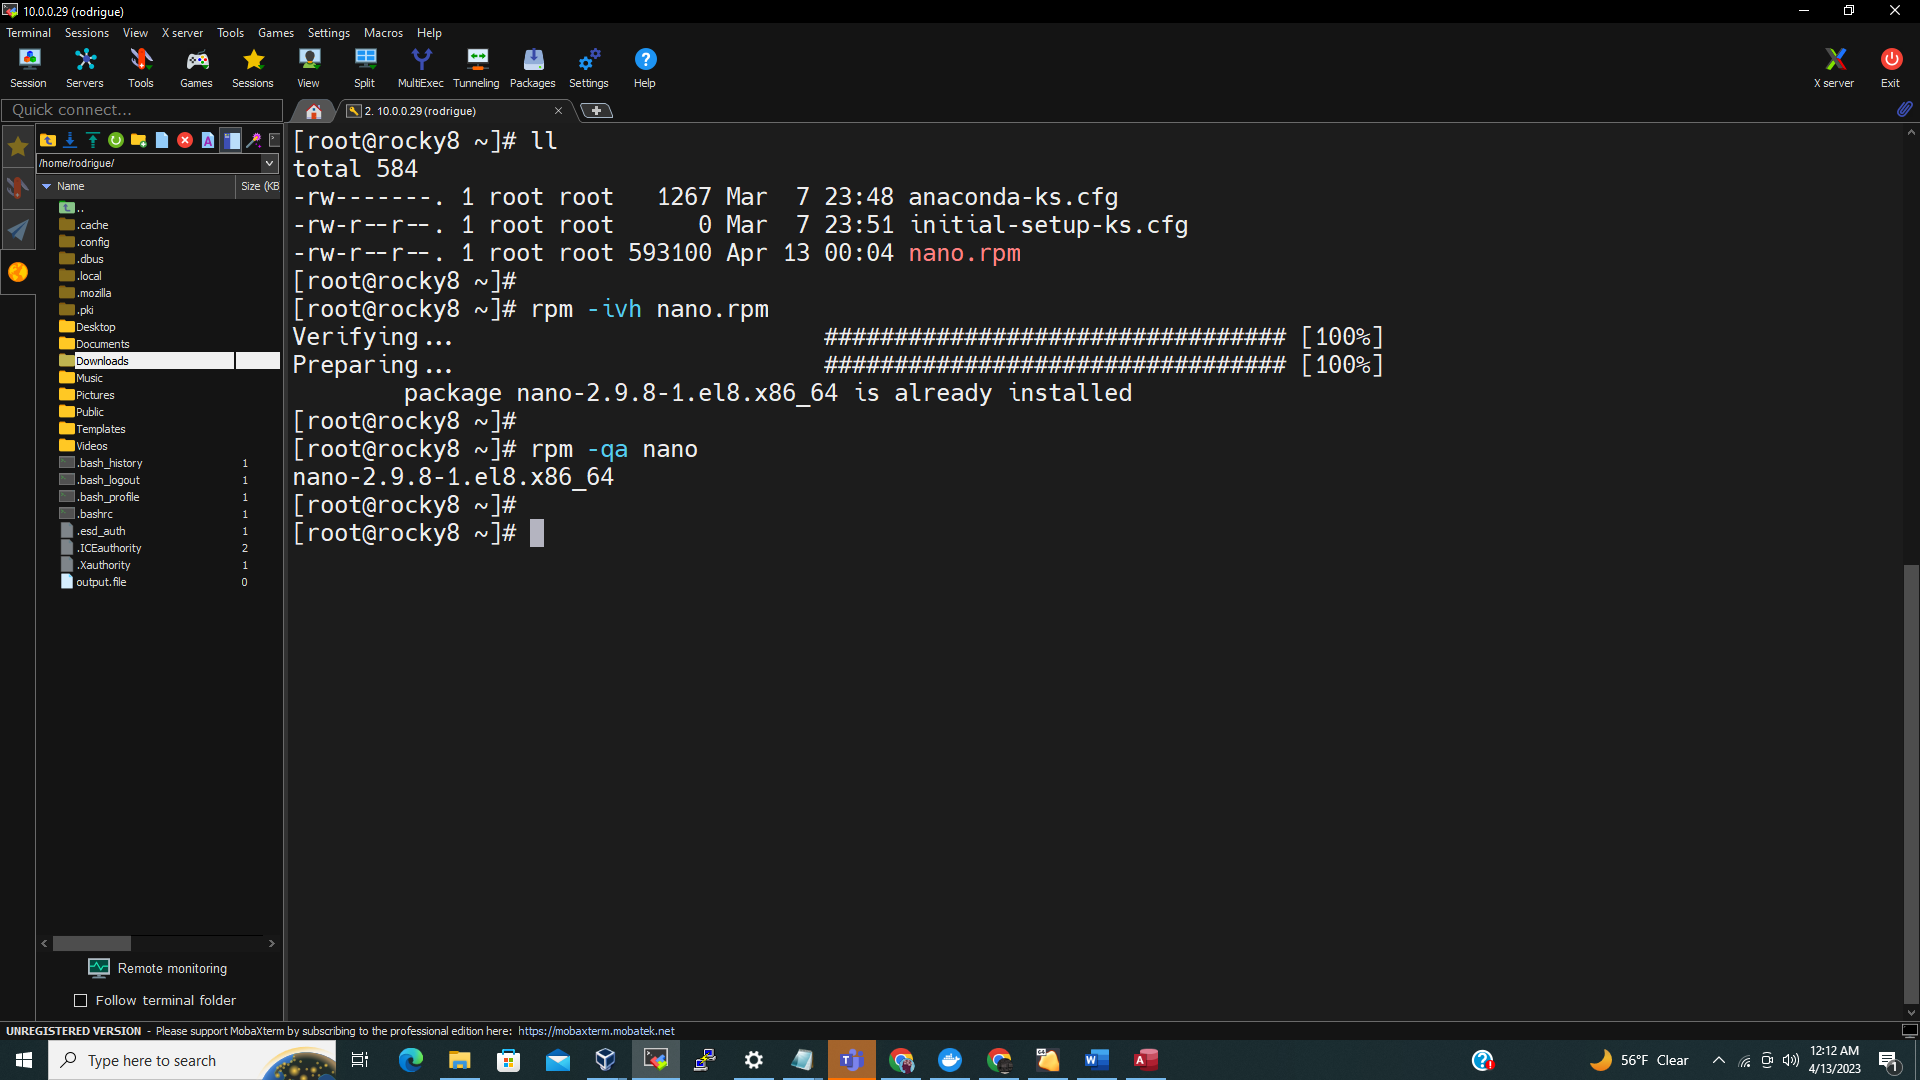 10.0.0.29 (rodrigue)
Terminal Sessions View X server Tools Games Settings Macros Help
Session Servers Tools Games Sessions View Split MultiExec Tunneling Packages Settings Help X server Exit
Quick connect...
2. 10.0.0.29 (rodrigue)
/home/rodrigue/
Name Size (KB
..
.cache
.config
.dbus
.local
.mozilla
.pki
Desktop
Documents
Downloads
Music
Pictures
Public
Templates
Videos
.bash_history 1
.bash_logout 1
.bash_profile 1
.bashrc 1
.esd_auth 1
.ICEauthority 2
.Xauthority 1
output.file 0
Remote monitoring
Follow terminal folder
[root@rocky8 ~]# ll
total 584
-rw-------. 1 root root   1267 Mar  7 23:48 anaconda-ks.cfg
-rw-r--r--. 1 root root      0 Mar  7 23:51 initial-setup-ks.cfg
-rw-r--r--. 1 root root 593100 Apr 13 00:04 nano.rpm
[root@rocky8 ~]#
[root@rocky8 ~]# rpm -ivh nano.rpm
Verifying...                          ################################# [100%]
Preparing...                          ################################# [100%]
        package nano-2.9.8-1.el8.x86_64 is already installed
[root@rocky8 ~]#
[root@rocky8 ~]# rpm -qa nano
nano-2.9.8-1.el8.x86_64
[root@rocky8 ~]#
[root@rocky8 ~]#
UNREGISTERED VERSION - Please support MobaXterm by subscribing to the professional edition here: https://mobaxterm.mobatek.net
Type here to search
56°F Clear
12:12 AM
4/13/2023
1